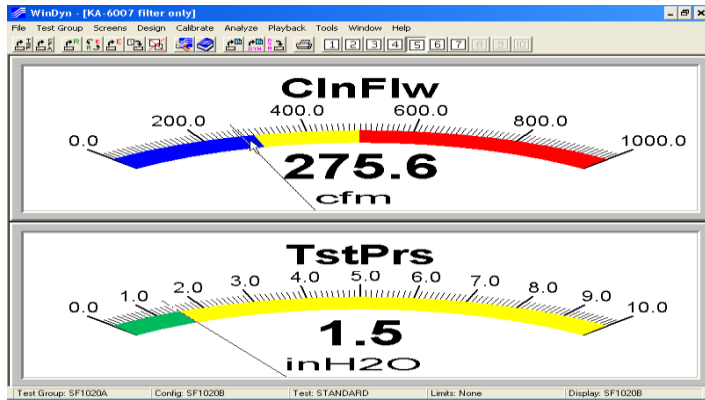 WinDyn - [KA-6007 filter only]
File Test Group Screens Design Calibrate Analyze Playback Tools Window Help
1 2 3 4 5 6 7 8 9 10
ClnFlw
0.0 200.0 400.0 600.0 800.0 1000.0
275.6
cfm
TstPrs
0.0 1.0 2.0 3.0 4.0 5.0 6.0 7.0 8.0 9.0 10.0
1.5
inH2O
Test Group: SF1020A Config: SF1020B Test: STANDARD Limits: None Display: SF1020B